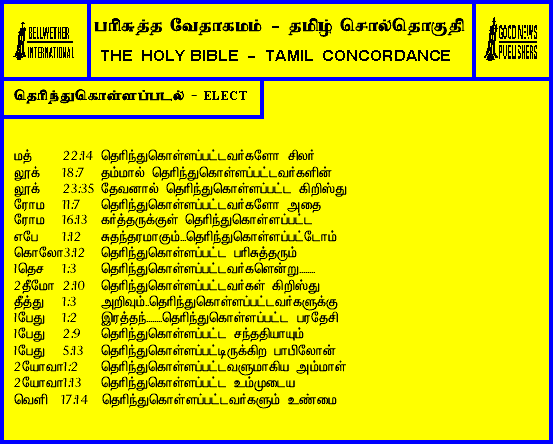 BELLWETHER INTERNATIONAL
பரிசுத்த வேதாகமம் - தமிழ் சொல்தொகுதி
THE HOLY BIBLE - TAMIL CONCORDANCE
GOOD NEWS PUBLISHERS
தெரிந்துகொள்ளப்படல் - ELECT
மத் 22:14 தெரிந்துகொள்ளப்பட்டவர்களோ சிலர்
லூக் 18:7 தம்மால் தெரிந்துகொள்ளப்பட்டவர்களின்
லூக் 23:35 தேவனால் தெரிந்துகொள்ளப்பட்ட கிறிஸ்து
ரோம 11:7 தெரிந்துகொள்ளப்பட்டவர்களோ அதை
ரோம 16:13 கர்த்தருக்குள் தெரிந்துகொள்ளப்பட்ட
எபே 1:12 சுதந்தரமாகும்...தெரிந்துகொள்ளப்பட்டோம்
கொலோ3:12 தெரிந்துகொள்ளப்பட்ட பரிசுத்தரும்
1தெச 1:3 தெரிந்துகொள்ளப்பட்டவர்களென்று........
2தீமோ 2:10 தெரிந்துகொள்ளப்பட்டவர்கள் கிறிஸ்து
தீத்து 1:3 அறிவும்..தெரிந்துகொள்ளப்பட்டவர்களுக்கு
1பேது 1:2 இரத்தந்........தெரிந்துகொள்ளப்பட்ட பரதேசி
1பேது 2:9 தெரிந்துகொள்ளப்பட்ட சந்ததியாயும்
1பேது 5:13 தெரிந்துகொள்ளப்பட்டிருக்கிற பாபிலோன்
2யோவா1:2 தெரிந்துகொள்ளப்பட்டவளுமாகிய அம்மாள்
2யோவா1:13 தெரிந்துகொள்ளப்பட்ட உம்முடைய
வெளி 17:14 தெரிந்துகொள்ளப்பட்டவர்களும் உண்மை